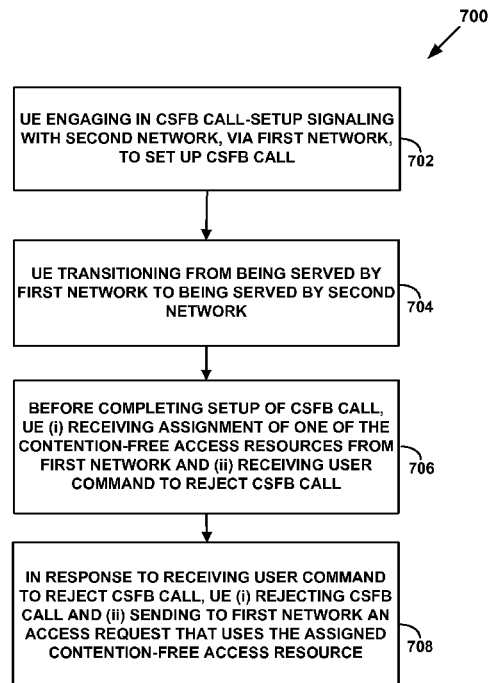 700
UE ENGAGING IN CSFB CALL-SETUP SIGNALING
WITH SECOND NETWORK, VIA FIRST NETWORK,
TO SET UP CSFB CALL
702
UE TRANSITIONING FROM BEING SERVED BY
FIRST NETWORK TO BEING SERVED BY SECOND
NETWORK
704
BEFORE COMPLETING SETUP OF CSFB CALL,
UE (i) RECEIVING ASSIGNMENT OF ONE OF THE
CONTENTION-FREE ACCESS RESOURCES FROM
FIRST NETWORK AND (ii) RECEIVING USER
COMMAND TO REJECT CSFB CALL
706
IN RESPONSE TO RECEIVING USER COMMAND
TO REJECT CSFB CALL, UE (i) REJECTING CSFB
CALL AND (ii) SENDING TO FIRST NETWORK AN
ACCESS REQUEST THAT USES THE ASSIGNED
CONTENTION-FREE ACCESS RESOURCE
708